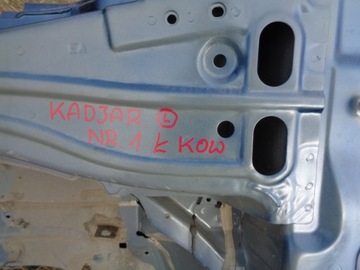 KADJAR Ⓛ
NR 1 Ł KOW